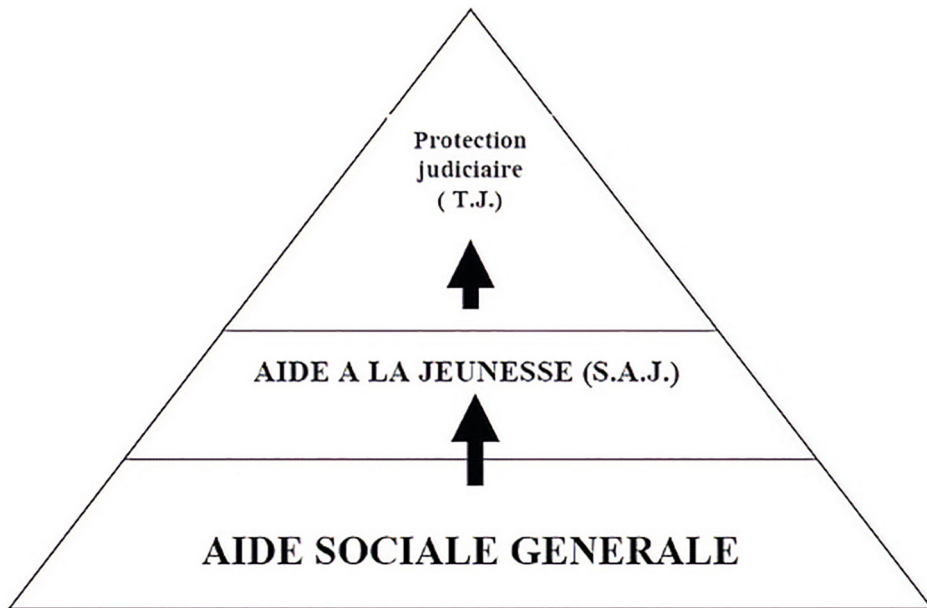 Protection
judiciaire
( T.J.)
AIDE A LA JEUNESSE (S.A.J.)
AIDE SOCIALE GENERALE